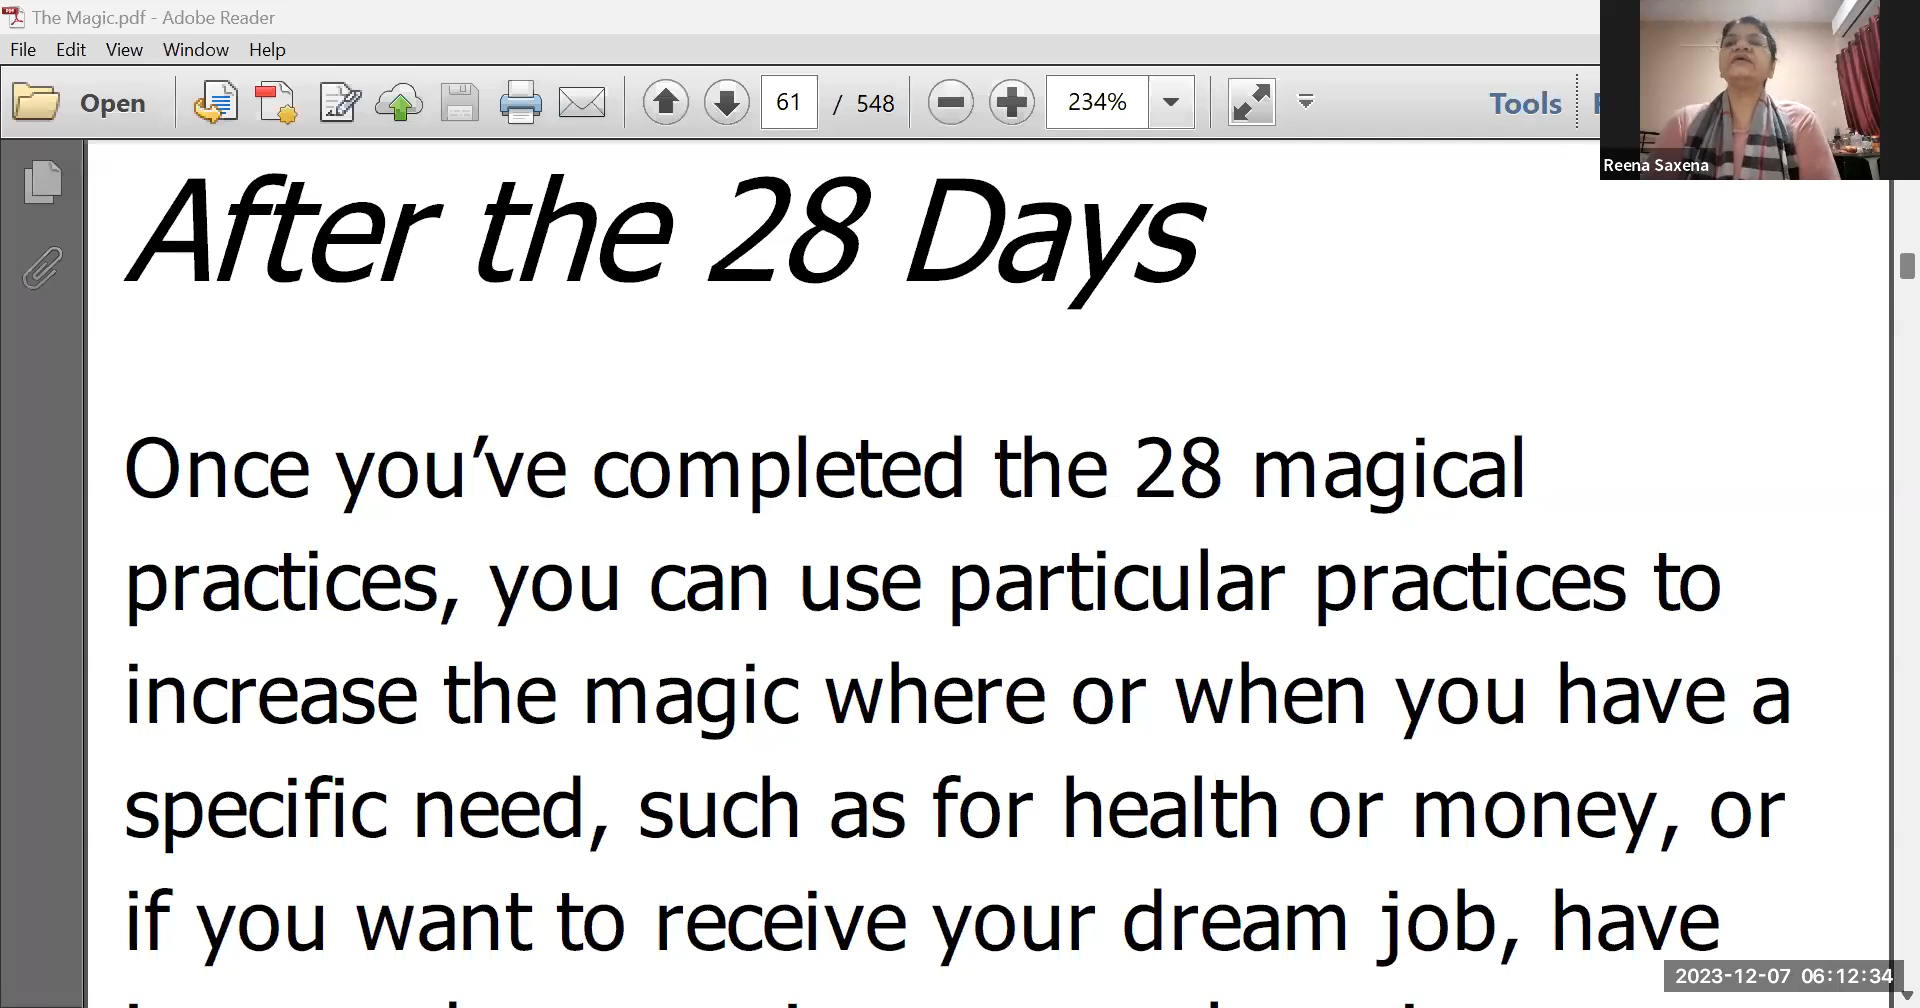 The Magic.pdf - Adobe Reader
File Edit View Window Help
Open 61 / 548 234% Tools
Reena Saxena
After the 28 Days
Once you've completed the 28 magical
practices, you can use particular practices to
increase the magic where or when you have a
specific need, such as for health or money, or
if you want to receive your dream job, have
2023-12-07 06:12:34